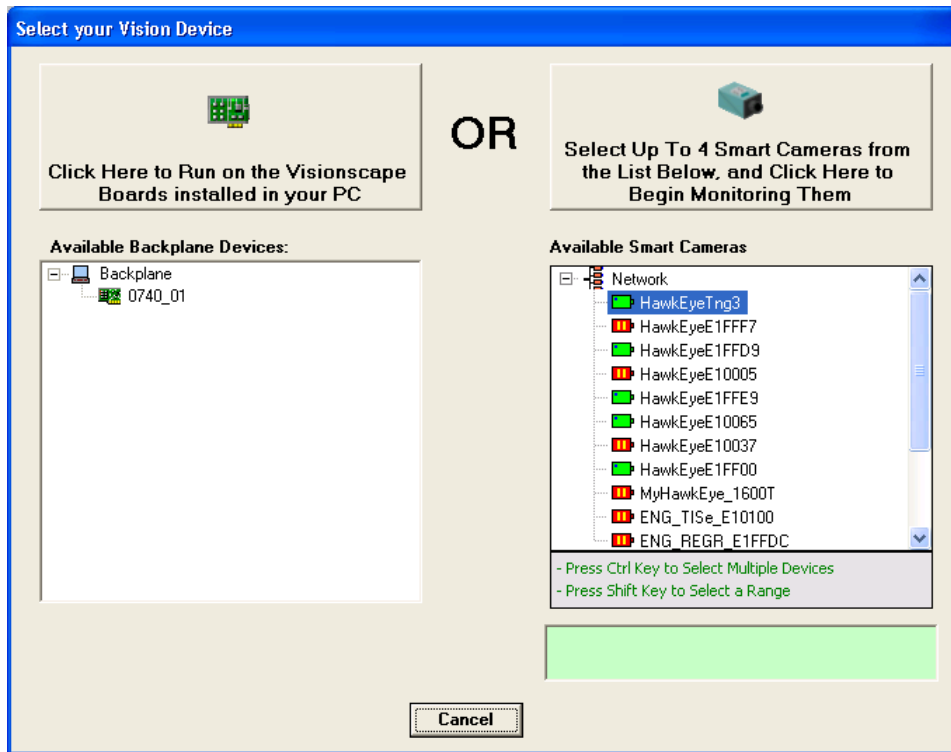 Select your Vision Device
Click Here to Run on the Visionscape
Boards installed in your PC
OR
Select Up To 4 Smart Cameras from
the List Below, and Click Here to
Begin Monitoring Them
Available Backplane Devices:
Backplane
0740_01
Available Smart Cameras
Network
HawkEyeTng3
HawkEyeE1FFF7
HawkEyeE1FFD9
HawkEyeE10005
HawkEyeE1FFE9
HawkEyeE10065
HawkEyeE10037
HawkEyeE1FF00
MyHawkEye_1600T
ENG_TISe_E10100
ENG_REGR_E1FFDC
- Press Ctrl Key to Select Multiple Devices
- Press Shift Key to Select a Range
Cancel